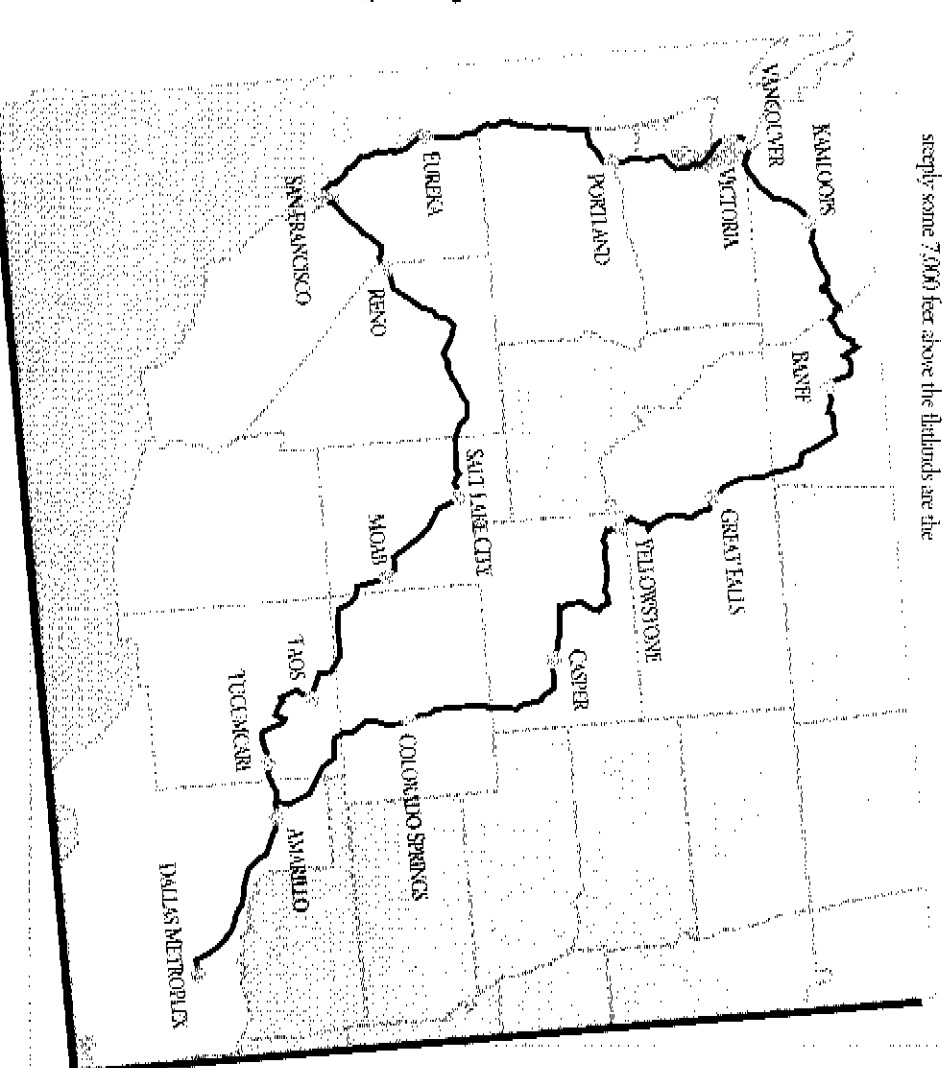 steeply some 7,000 feet above the flatlands are the
KAMLOOPS
VANCOUVER
VICTORIA
BANFF
PORTLAND
GREAT FALLS
EUREKA
YELLOWSTONE
SAN FRANCISCO
RENO
CASPER
SALT LAKE CITY
MOAB
COLORADO SPRINGS
TAOS
TUCUMCARI
AMARILLO
DALLAS METROPLEX